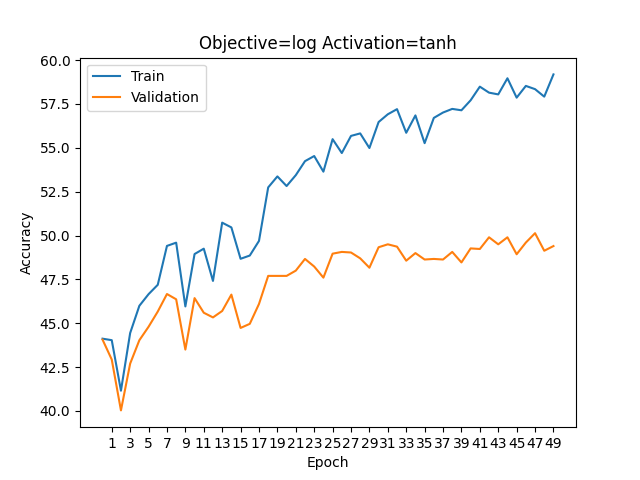 Objective=log Activation=tanh
Train
Validation
60.0
57.5
55.0
52.5
50.0
47.5
45.0
42.5
40.0
Accuracy
1 3 5 7 9 11 13 15 17 19 21 23 25 27 29 31 33 35 37 39 41 43 45 47 49
Epoch